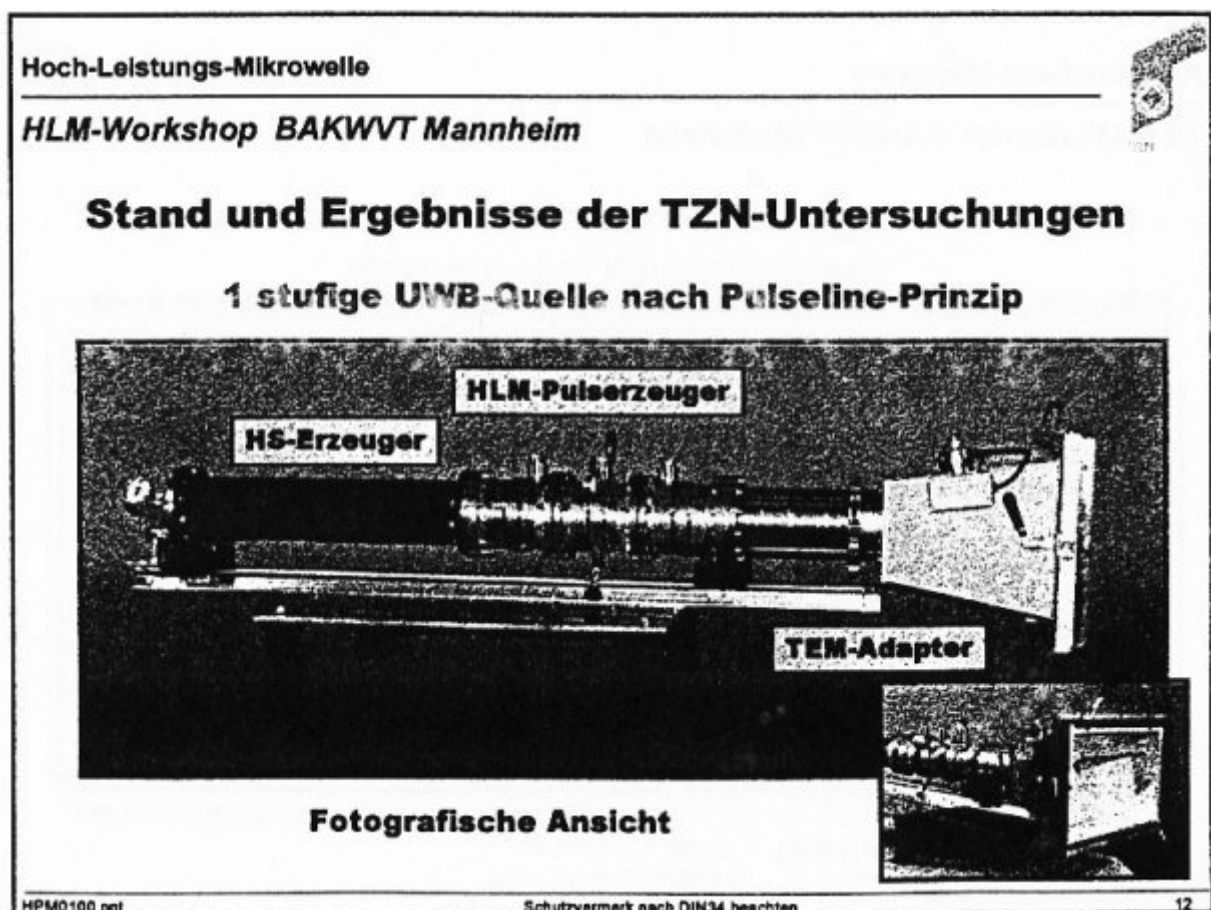 Hoch-Leistungs-Mikrowelle
HLM-Workshop BAKWVT Mannheim
Stand und Ergebnisse der TZN-Untersuchungen
1 stufige UWB-Quelle nach Pulseline-Prinzip
HLM-Pulserzeuger
HS-Erzeuger
TEM-Adapter
Fotografische Ansicht
HPM0100.ppt Schutzvermerk nach DIN34 beachten 12